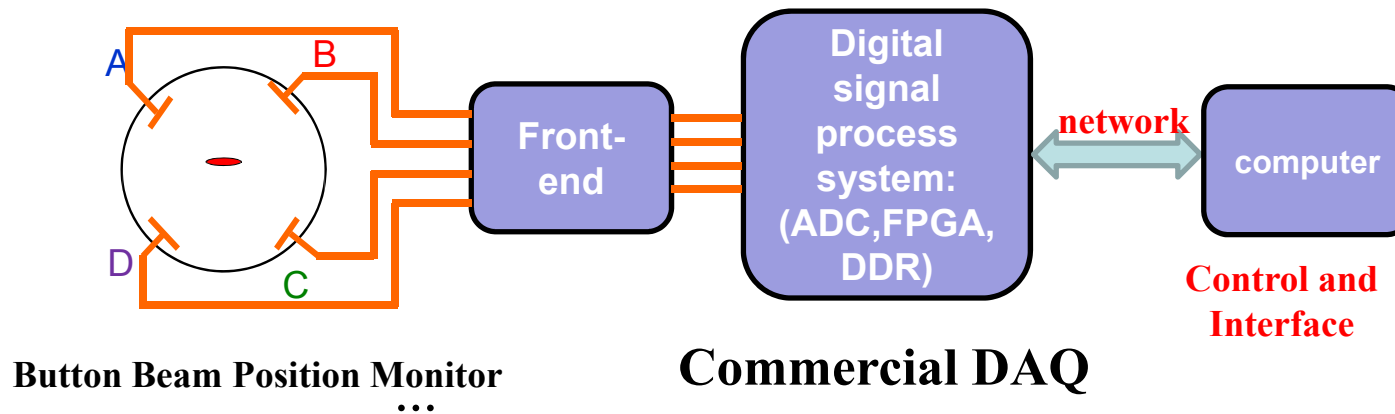 A
B
D
C
Front-
end
Digital
signal
process
system:
(ADC,FPGA,
DDR)
network
computer
Control and
Interface
Button Beam Position Monitor
...
Commercial DAQ